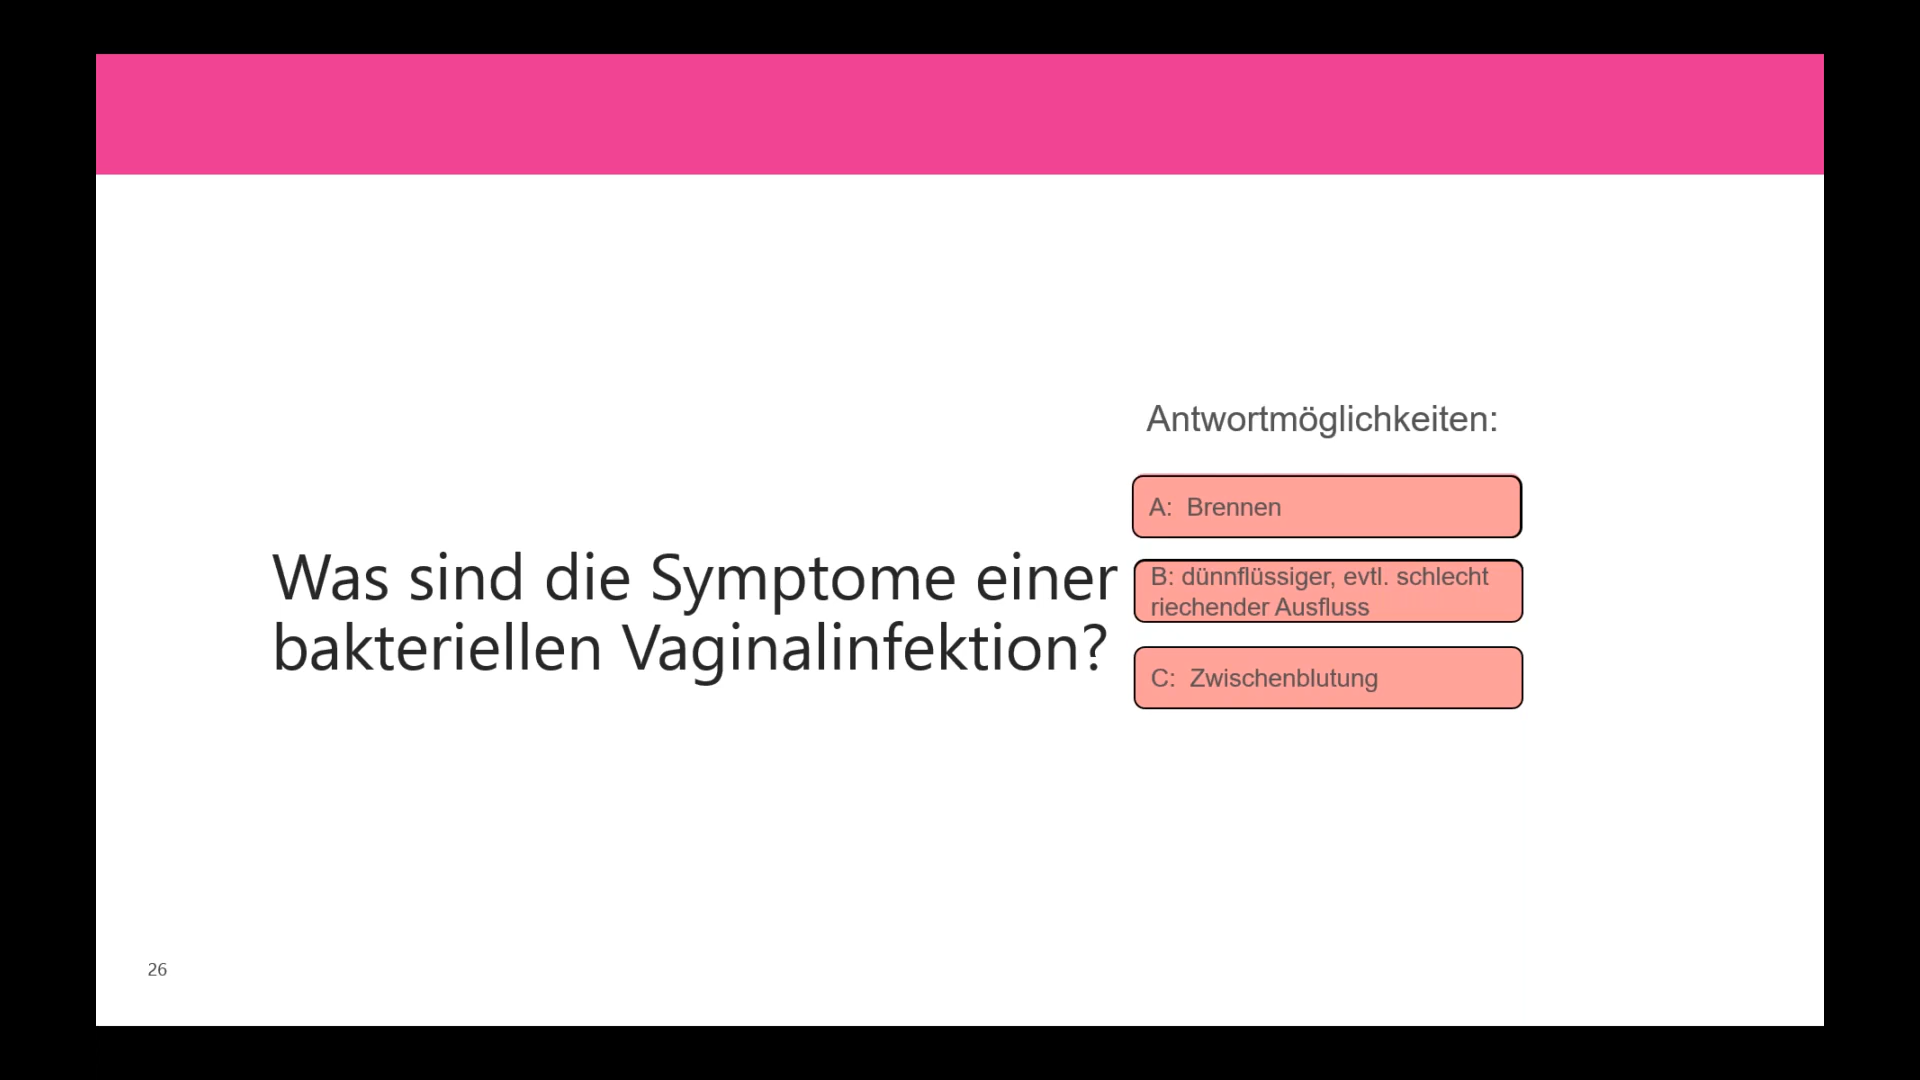 Was sind die Symptome einer
bakteriellen Vaginalinfektion?
Antwortmöglichkeiten:
A: Brennen
B: dünnflüssiger, evtl. schlecht
riechender Ausfluss
C: Zwischenblutung
26